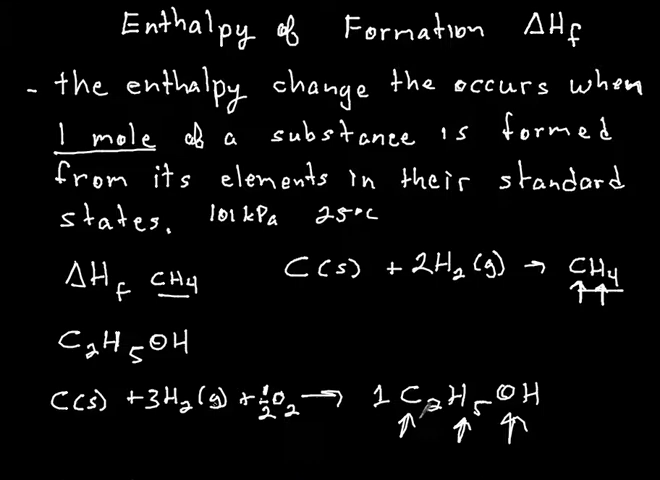 Enthalpy of Formation ΔHf
- the enthalpy change the occurs when
1 mole of a substance is formed
from its elements in their standard
states. 101 kPa 25°C
ΔHf CH4 C(s) + 2H2(g) → CH4
C2H5OH
C(s) + 3H2(g) + 1/2 O2 → 1 C2H5OH